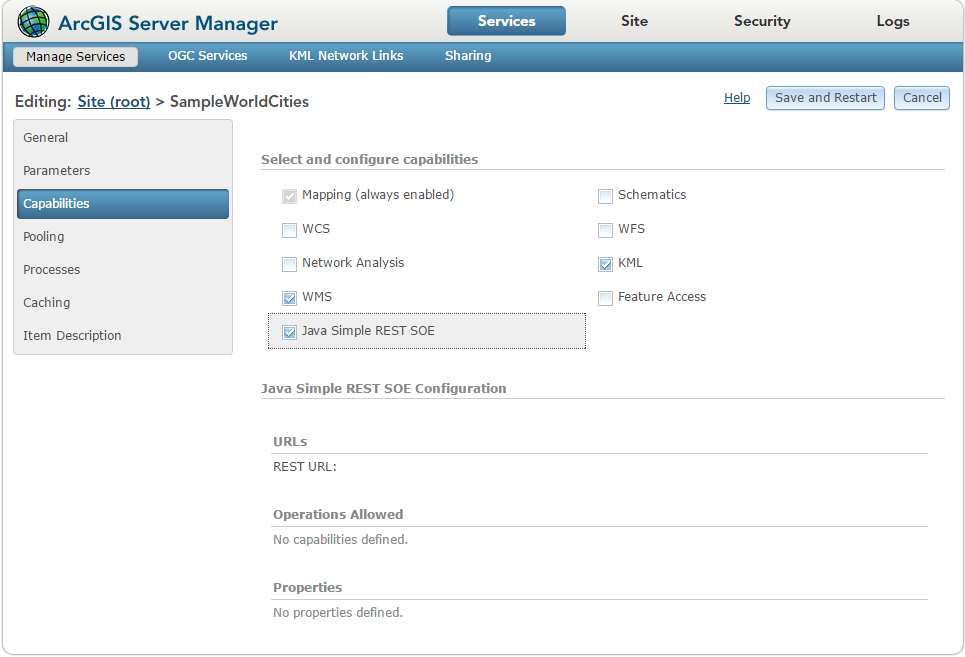 ArcGIS Server Manager
Services Site Security Logs
Manage Services OGC Services KML Network Links Sharing
Editing: Site (root) > SampleWorldCities
Help Save and Restart Cancel
General
Parameters
Capabilities
Pooling
Processes
Caching
Item Description
Select and configure capabilities
Mapping (always enabled) Schematics
WCS WFS
Network Analysis KML
WMS Feature Access
Java Simple REST SOE
Java Simple REST SOE Configuration
URLs
REST URL:
Operations Allowed
No capabilities defined.
Properties
No properties defined.